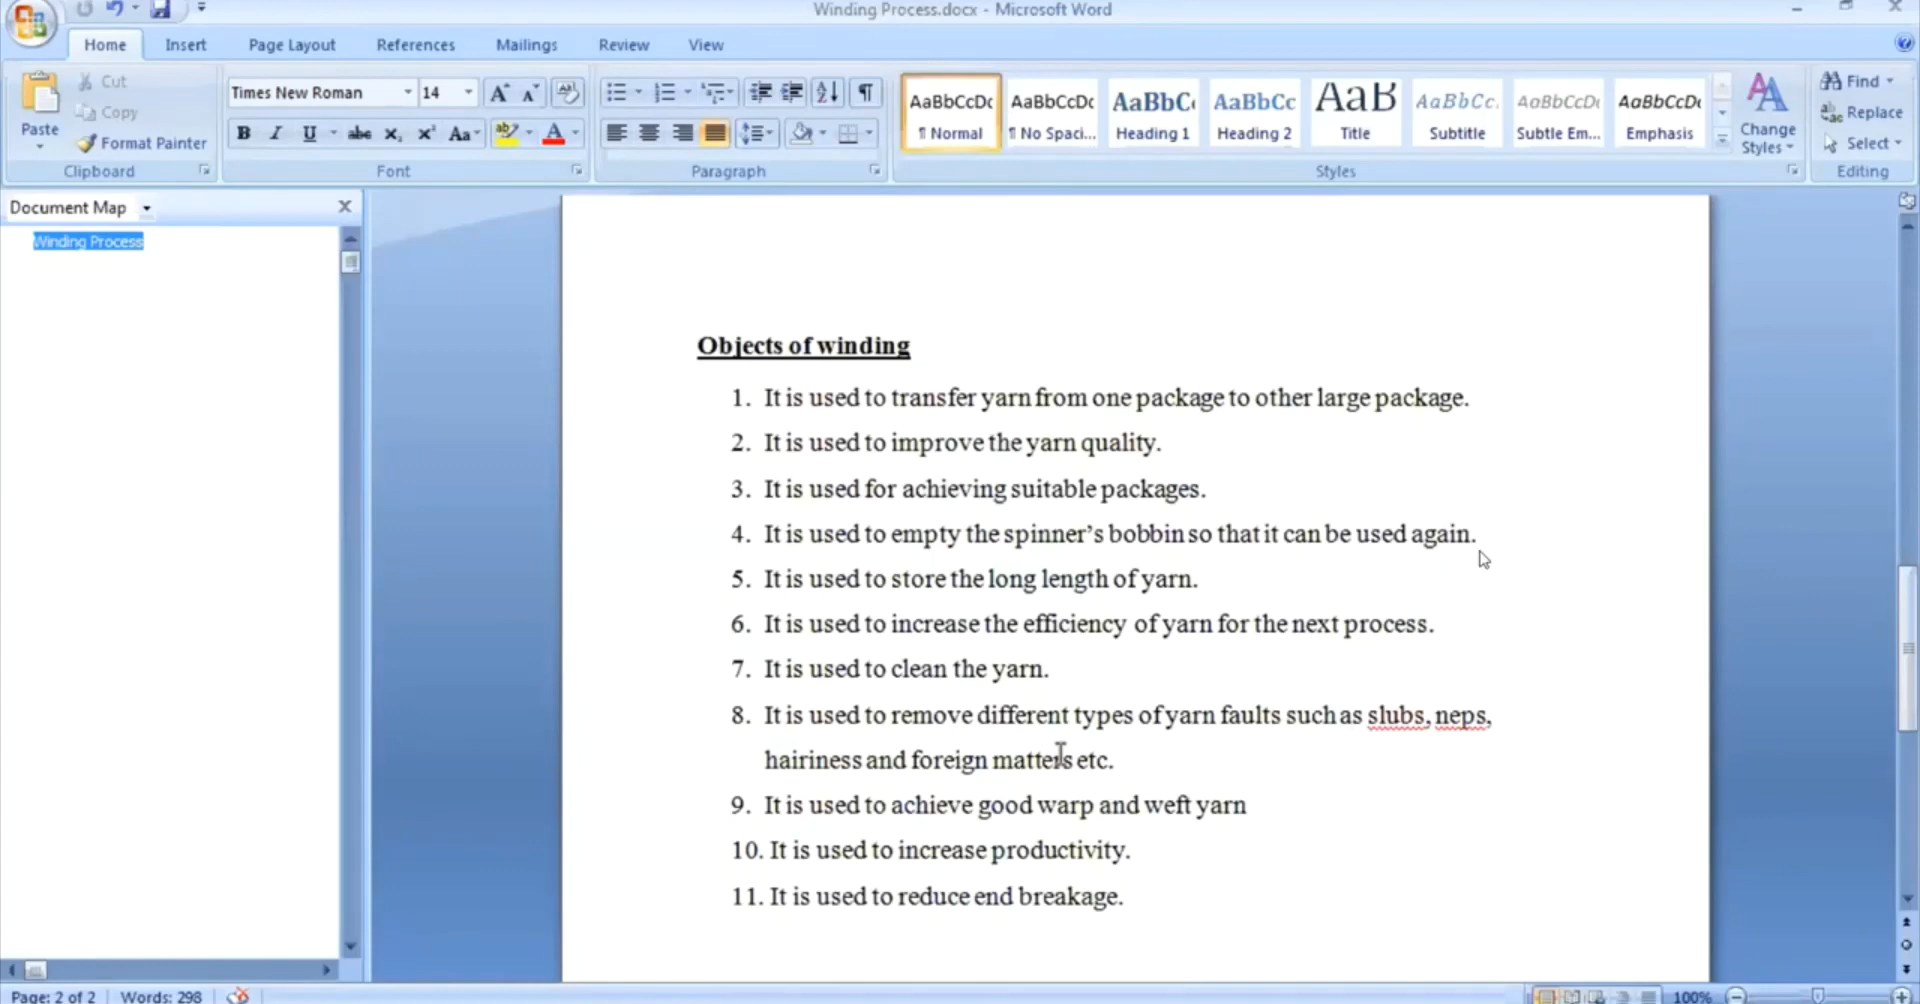 Winding Process.docx - Microsoft Word
Home Insert Page Layout References Mailings Review View
Paste
Cut
Copy
Format Painter
Clipboard
Times New Roman 14
B I U abc X₂ X² Aa ab A
Font
Paragraph
AaBbCcDc AaBbCcDc AaBbC AaBbCc AaB AaBbCc. AaBbCcDi AaBbCcDt
¶ Normal ¶ No Spaci... Heading 1 Heading 2 Title Subtitle Subtle Em... Emphasis
Change
Styles
Styles
Find
Replace
Select
Editing
Document Map
Winding Process
Objects of winding
1. It is used to transfer yarn from one package to other large package.
2. It is used to improve the yarn quality.
3. It is used for achieving suitable packages.
4. It is used to empty the spinner’s bobbin so that it can be used again.
5. It is used to store the long length of yarn.
6. It is used to increase the efficiency of yarn for the next process.
7. It is used to clean the yarn.
8. It is used to remove different types of yarn faults such as slubs, neps,
hairiness and foreign matters etc.
9. It is used to achieve good warp and weft yarn
10. It is used to increase productivity.
11. It is used to reduce end breakage.
Page: 2 of 2 Words: 298 100%